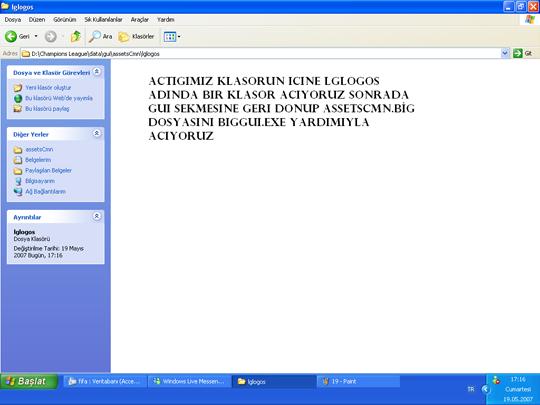 lglogos
Dosya Düzen Görünüm Sık Kullanılanlar Araçlar Yardım
Geri Ara Klasörler
Adres D:\Champions League\data\gui\assetsCmn\lglogos Git
Dosya ve Klasör Görevleri
Yeni klasör oluştur
Bu klasörü Web'de yayımla
Bu klasörü paylaş
Diğer Yerler
assetsCmn
Belgelerim
Paylaşılan Belgeler
Bilgisayarım
Ağ Bağlantılarım
Ayrıntılar
lglogos
Dosya Klasörü
Değiştirilme Tarihi: 19 Mayıs
2007 Bugün, 17:16
ACTIGIMIZ KLASORUN ICINE LGLOGOS
ADINDA BIR KLASOR ACIYORUZ SONRADA
GUI SEKMESINE GERI DONUP ASSETSCMN.BİG
DOSYASINI BIGGUI.EXE YARDIMIYLA
ACIYORUZ
Başlat fifa : Veritabanı (Acce... Windows Live Messen... lglogos 19 - Paint TR 17:16
Cumartesi
19.05.2007